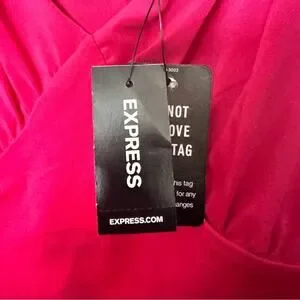 EXPRESS
EXPRESS.COM
NOT
OVE
TAG
his tag
for any
anges